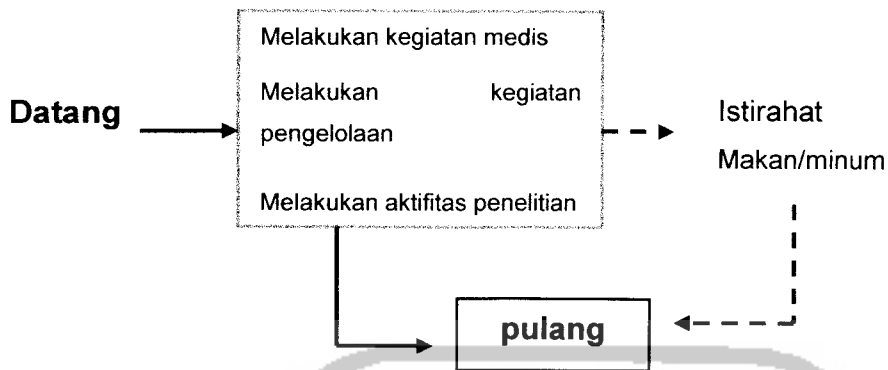 Datang
Melakukan kegiatan medis
Melakukan kegiatan
pengelolaan
Melakukan aktifitas penelitian
Istirahat
Makan/minum
pulang